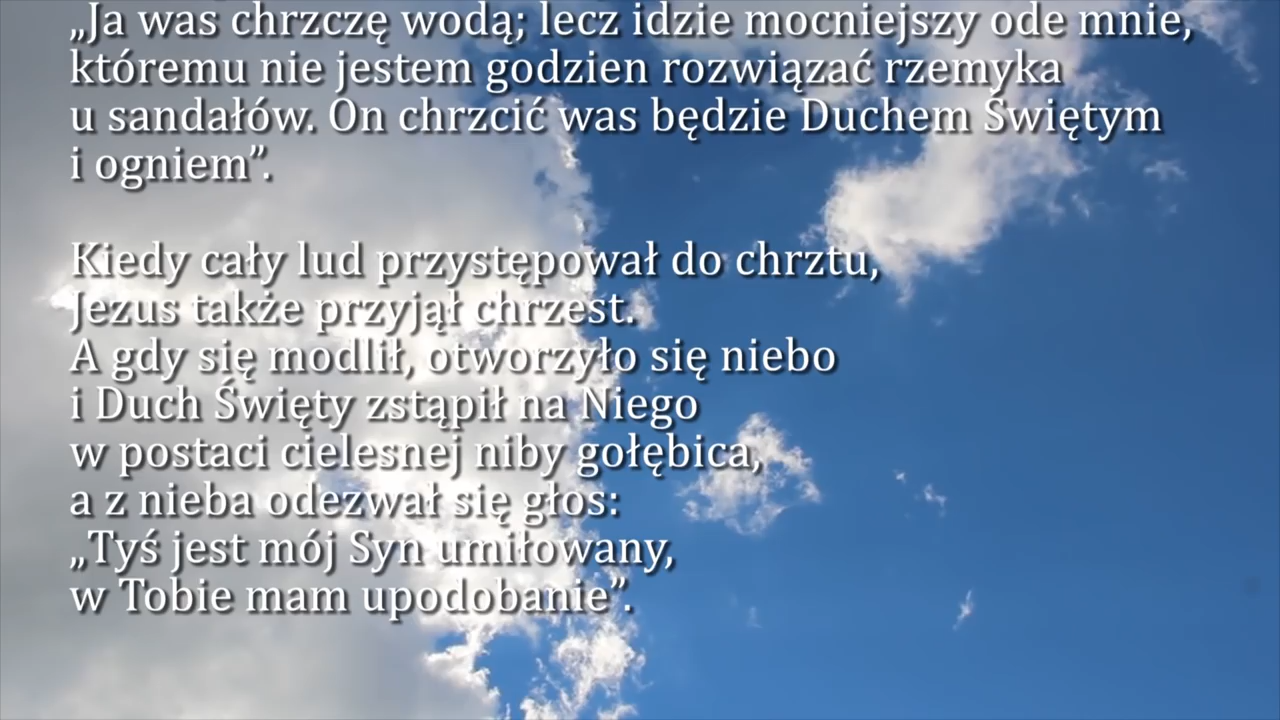 „Ja was chrzczę wodą; lecz idzie mocniejszy ode mnie,
któremu nie jestem godzien rozwiązać rzemyka
u sandałów. On chrzcić was będzie Duchem Świętym
i ogniem”.
Kiedy cały lud przystępował do chrztu,
Jezus także przyjął chrzest.
A gdy się modlił, otworzyło się niebo
i Duch Święty zstąpił na Niego
w postaci cielesnej niby gołębica,
a z nieba odezwał się głos:
„Tyś jest mój Syn umiłowany,
w Tobie mam upodobanie”.